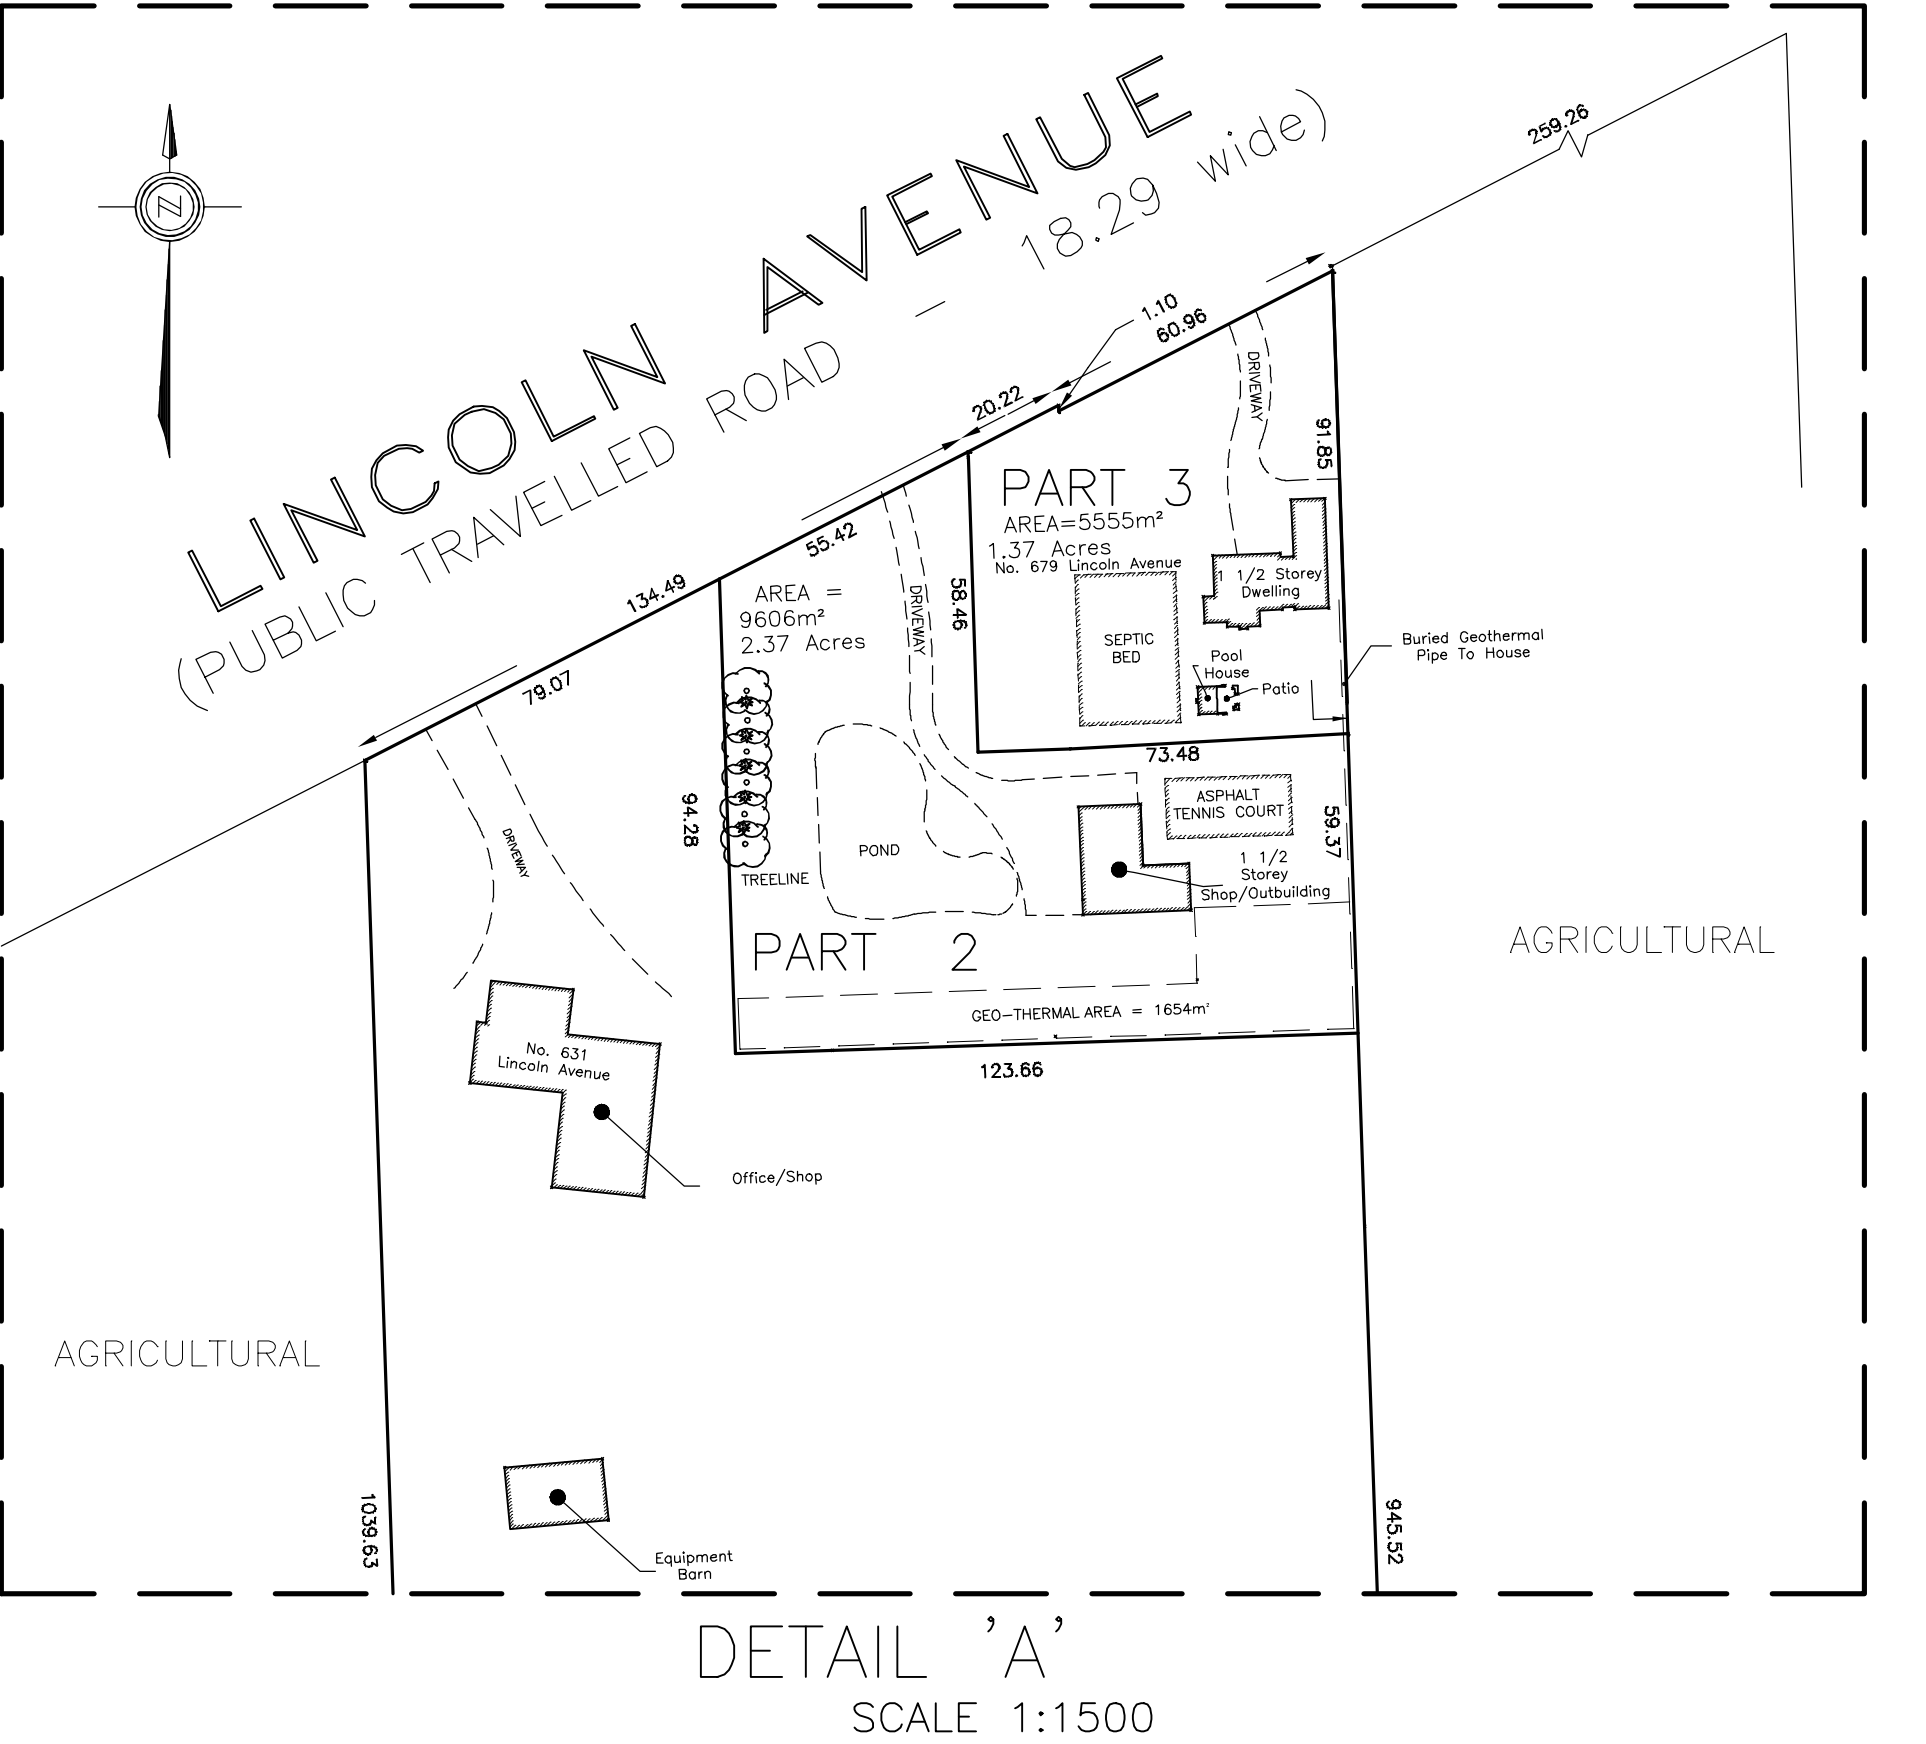 LINCOLN AVENUE
(PUBLIC TRAVELLED ROAD – 18.29 wide)
259.26
1.10
60.96
20.22
55.42
134.49
79.07
N
DRIVEWAY
91.85
PART 3
AREA=5555m²
1.37 Acres
No. 679 Lincoln Avenue
1 1/2 Storey
Dwelling
SEPTIC
BED
Pool
House
Patio
Buried Geothermal
Pipe To House
58.46
73.48
AREA =
9606m²
2.37 Acres
DRIVEWAY
94.28
TREELINE
POND
ASPHALT
TENNIS COURT
59.37
1 1/2
Storey
Shop/Outbuilding
PART 2
GEO-THERMAL AREA = 1654m²
123.66
DRIVEWAY
No. 631
Lincoln Avenue
Office/Shop
Equipment
Barn
AGRICULTURAL
AGRICULTURAL
1039.63
945.52
DETAIL 'A'
SCALE 1:1500